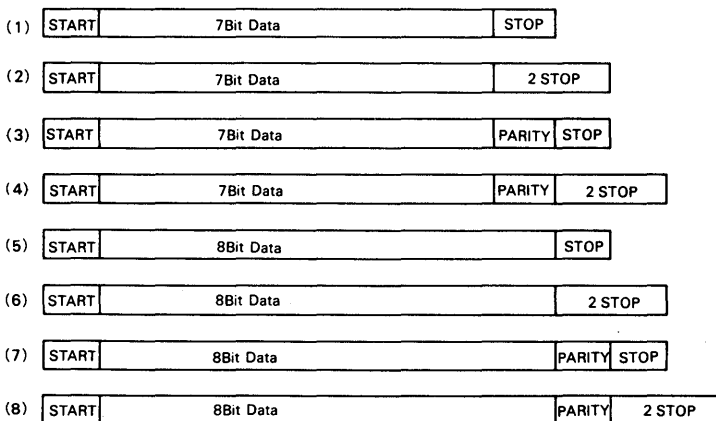 (1) START 7Bit Data STOP
(2) START 7Bit Data 2 STOP
(3) START 7Bit Data PARITY STOP
(4) START 7Bit Data PARITY 2 STOP
(5) START 8Bit Data STOP
(6) START 8Bit Data 2 STOP
(7) START 8Bit Data PARITY STOP
(8) START 8Bit Data PARITY 2 STOP